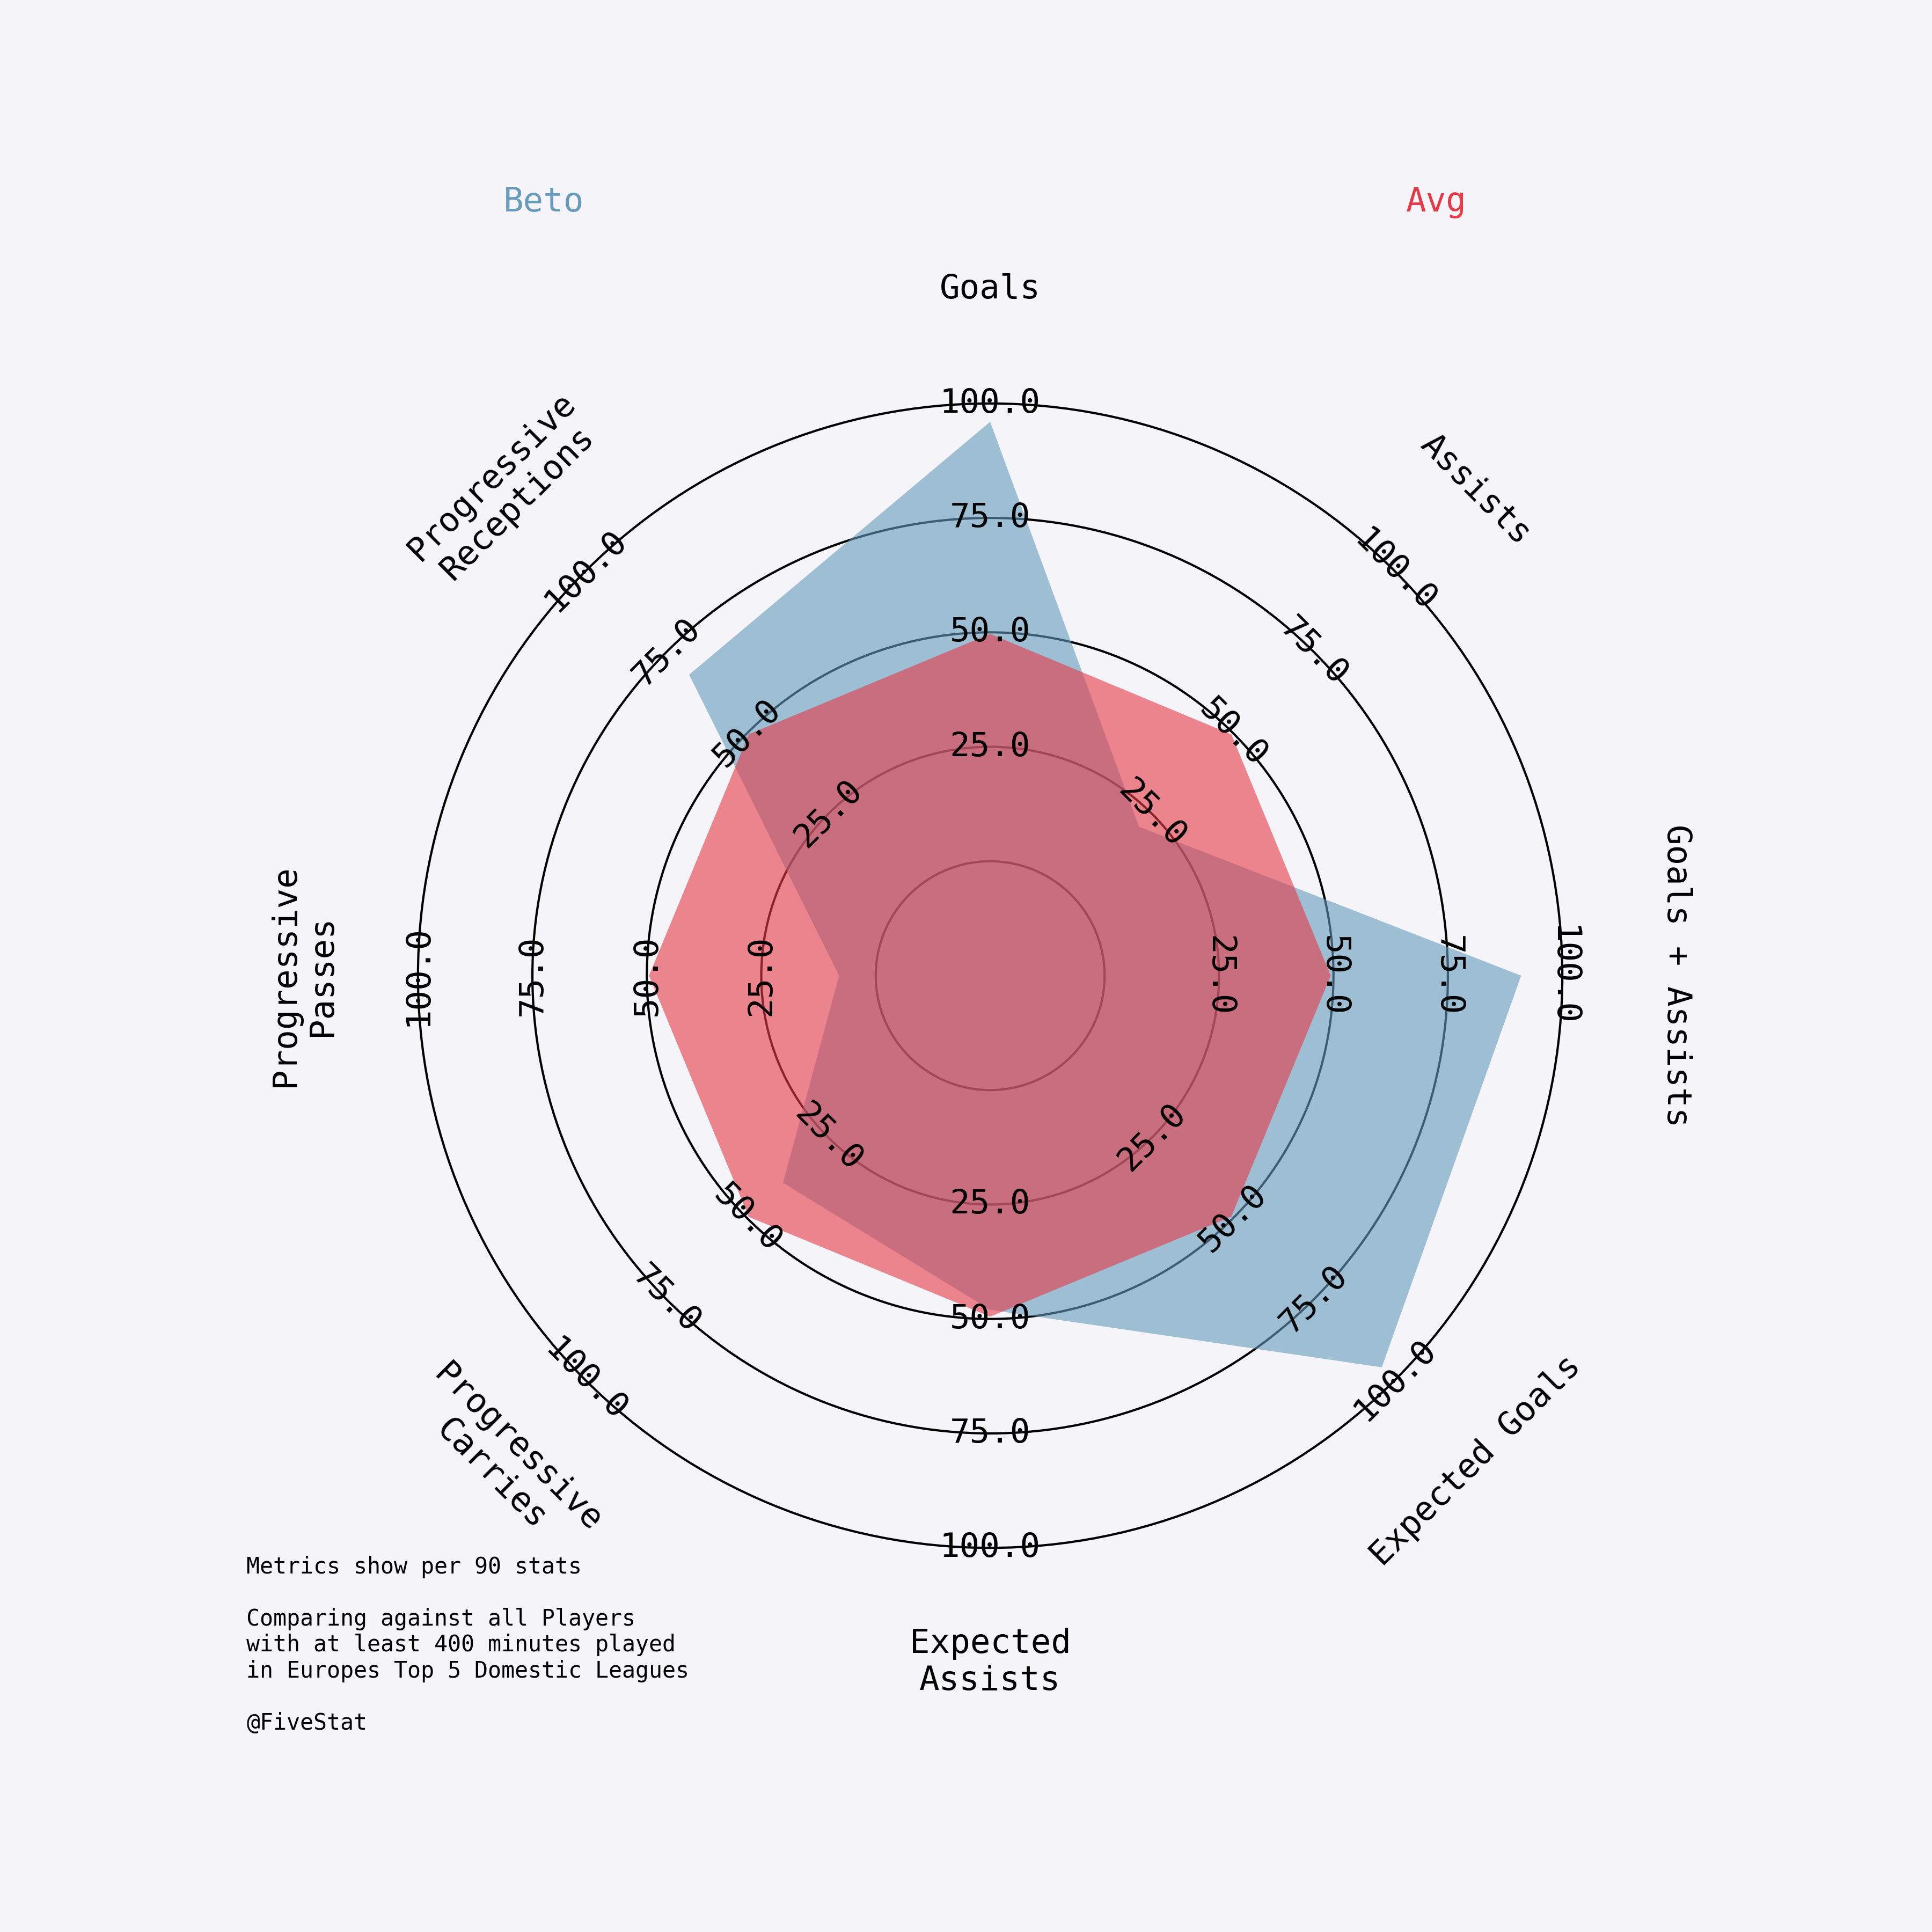 Beto
Avg
Goals
Assists
Goals + Assists
Expected Goals
Expected
Assists
Progressive
Carries
Progressive
Passes
Progressive
Receptions
100.0
75.0
50.0
25.0
100.0
75.0
50.0
25.0
100.0
75.0
50.0
25.0
100.0
75.0
50.0
25.0
100.0
75.0
50.0
25.0
100.0
75.0
50.0
25.0
100.0
75.0
50.0
25.0
100.0
75.0
50.0
25.0
Metrics show per 90 stats
Comparing against all Players
with at least 400 minutes played
in Europes Top 5 Domestic Leagues
@FiveStat